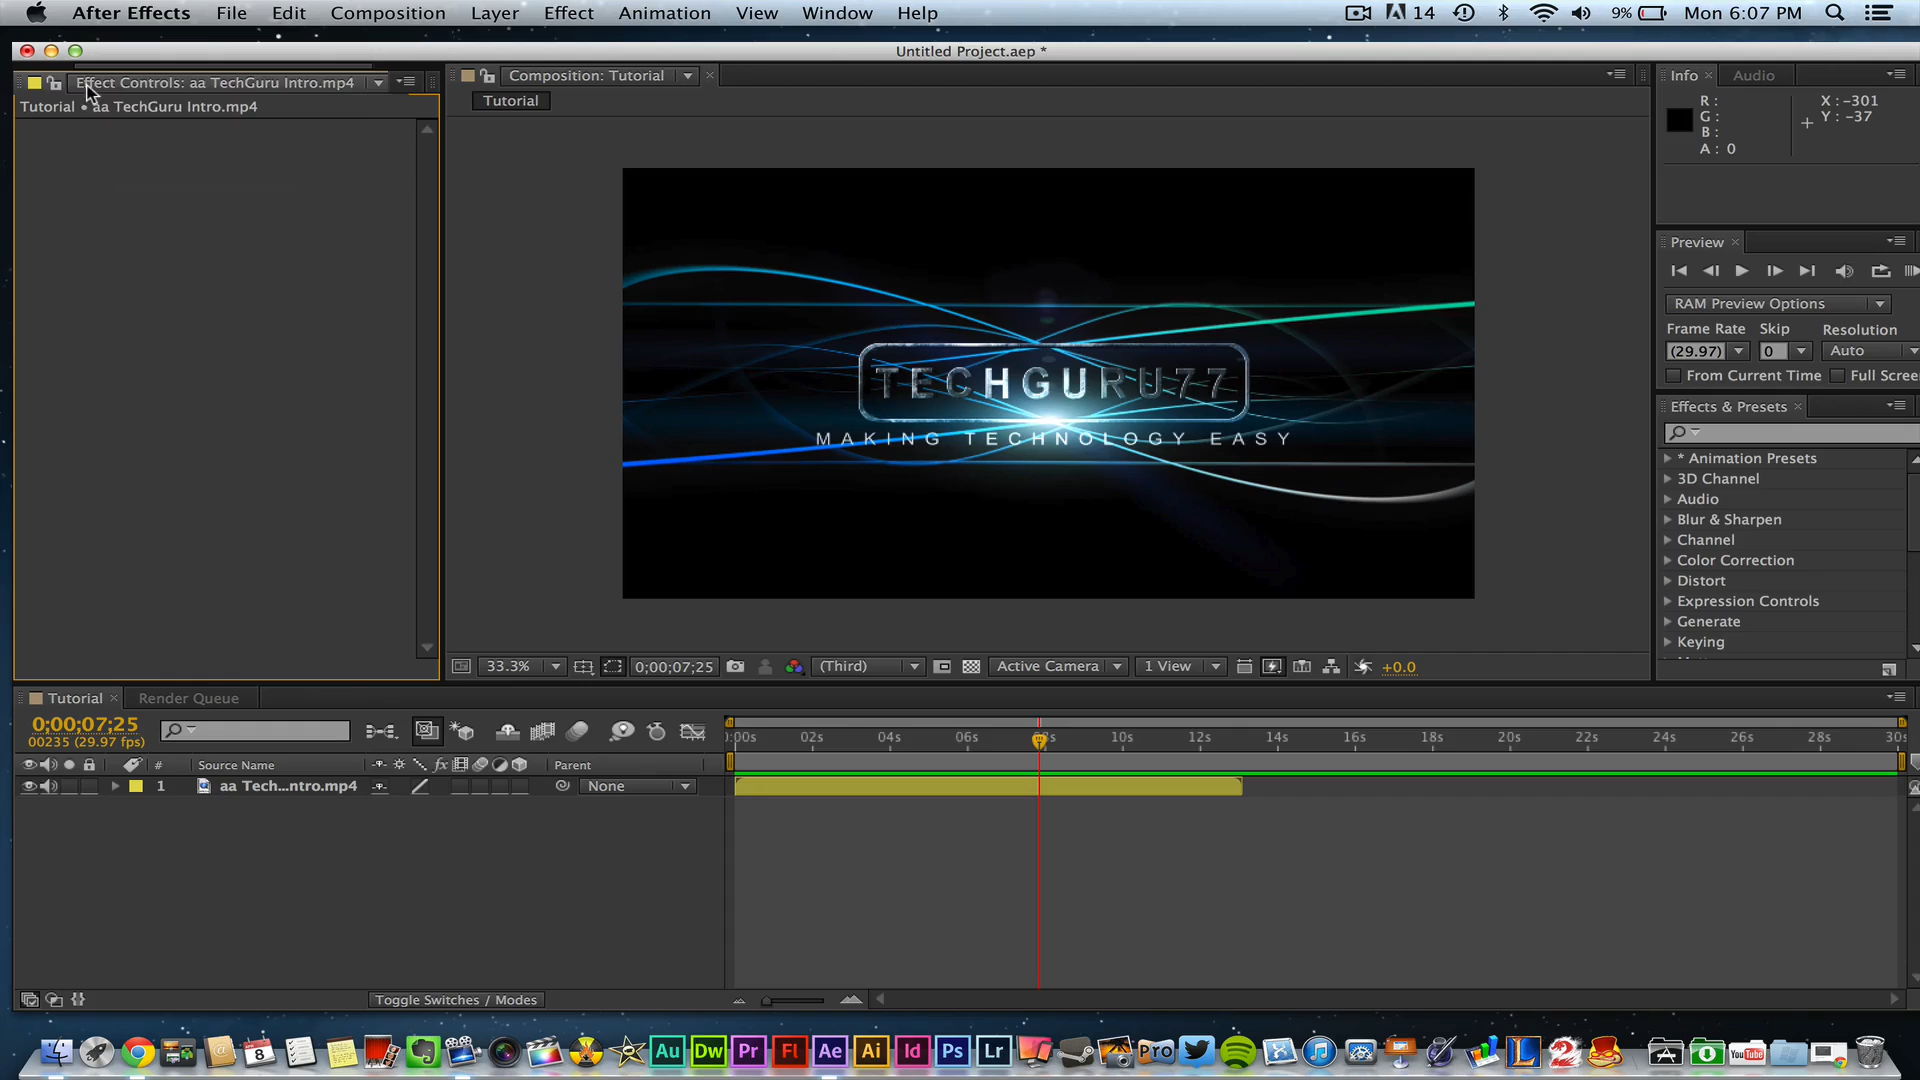 After Effects File Edit Composition Layer Effect Animation View Window Help 14 9% Mon 6:07 PM
Untitled Project.aep *
Effect Controls: aa TechGuru Intro.mp4
Tutorial • aa TechGuru Intro.mp4
Composition: Tutorial
Tutorial
TECHGURU77
MAKING TECHNOLOGY EASY
33.3% 0;00;07;25 (Third) Active Camera 1 View +0.0
Info Audio
R : X : -301
G : Y : -37
B :
A : 0
Preview
RAM Preview Options
Frame Rate Skip Resolution
(29.97) 0 Auto
From Current Time Full Scree
Effects & Presets
* Animation Presets
3D Channel
Audio
Blur & Sharpen
Channel
Color Correction
Distort
Expression Controls
Generate
Keying
Tutorial Render Queue
0;00;07;25
00235 (29.97 fps)
:00s 02s 04s 06s 10s 12s 14s 16s 18s 20s 22s 24s 26s 28s 30s
# Source Name fx Parent
1 aa Tech...ntro.mp4 None
Toggle Switches / Modes
8 Au Dw Pr Fl Ae Ai Id Ps Lr Pro L 2 YouTube